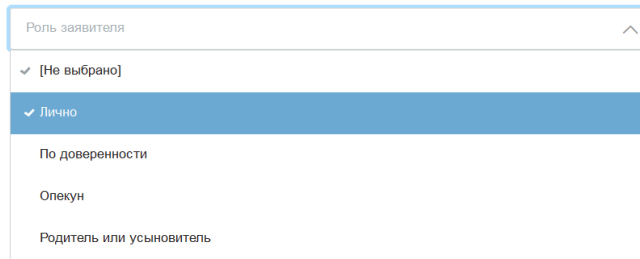 Роль заявителя
[Не выбрано]
Лично
По доверенности
Опекун
Родитель или усыновитель